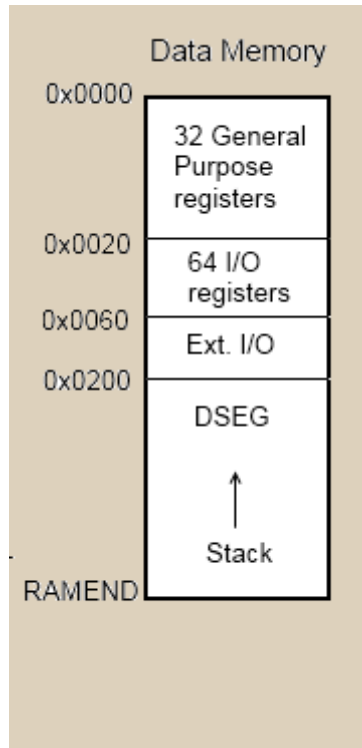 Data Memory
0x0000
32 General
Purpose
registers
0x0020
64 I/O
registers
0x0060
Ext. I/O
0x0200
DSEG
Stack
RAMEND